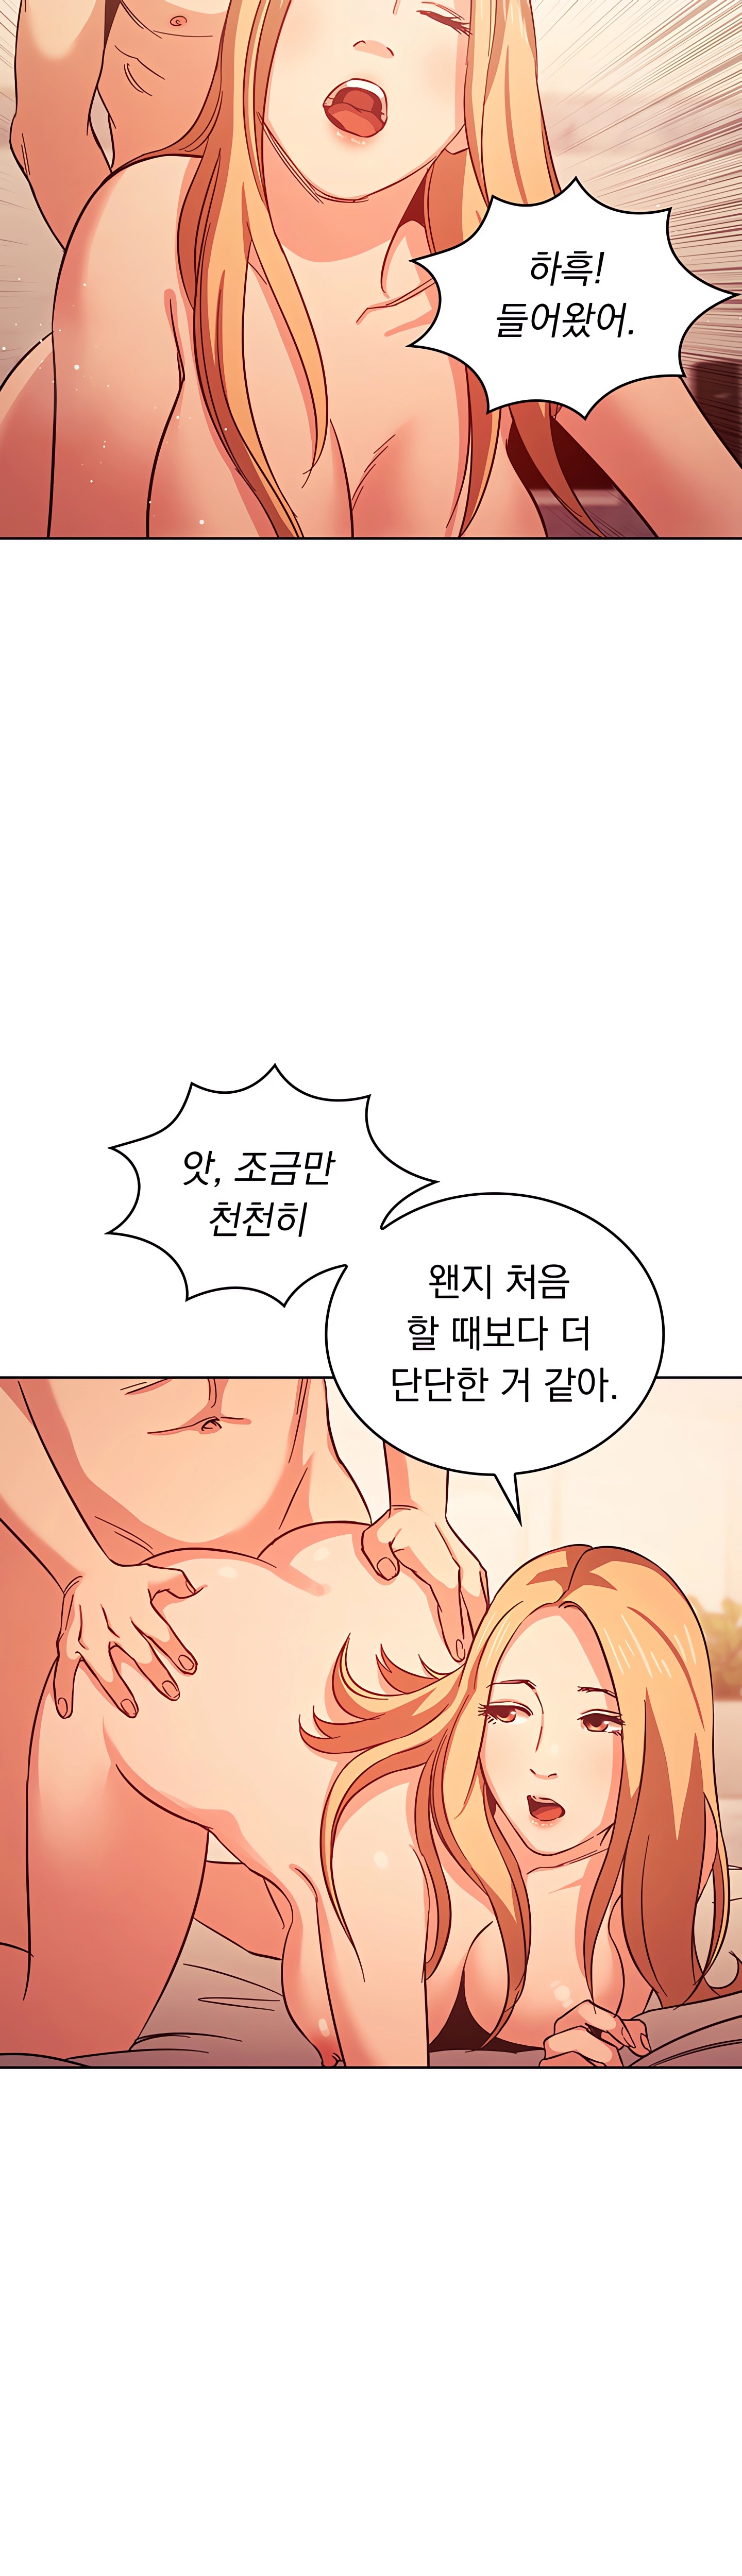 하흑!
들어왔어.
앗, 조금만
천천히
왠지 처음
할 때보다 더
단단한 거 같아.